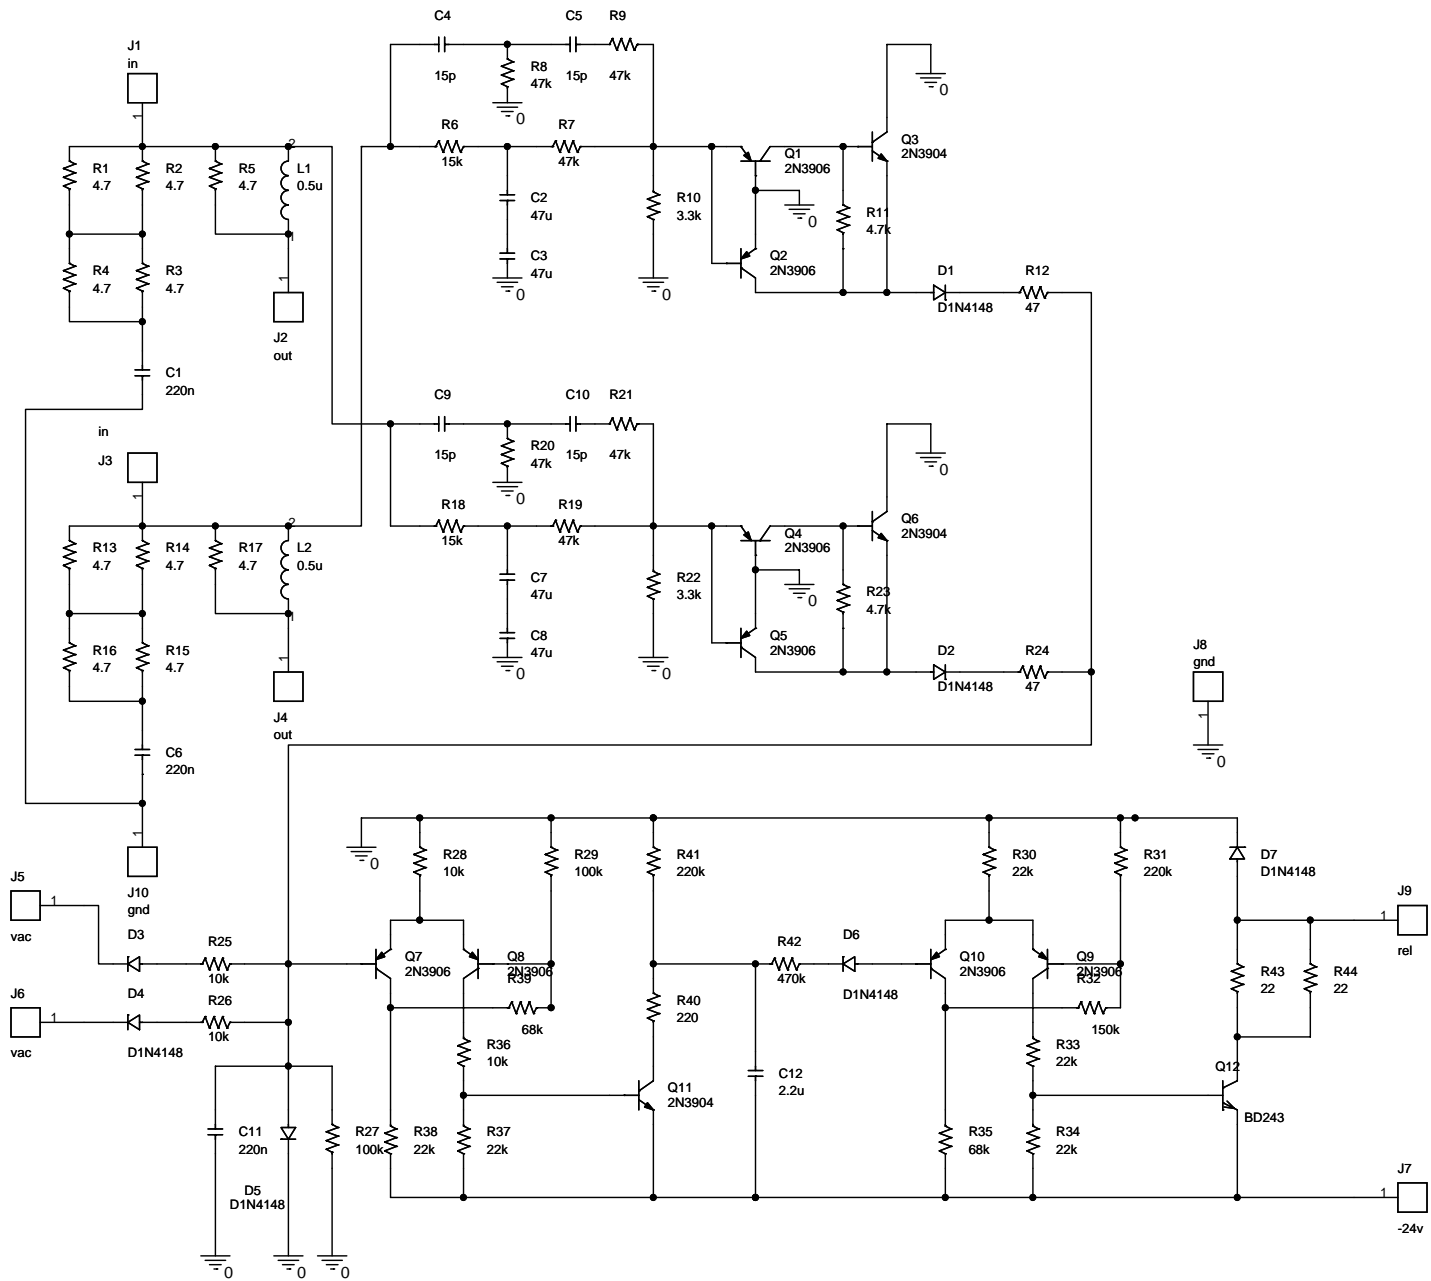 C4
C5
R9
15p
15p
47k
R8
47k
0
J1
in
1
R1
4.7
R2
4.7
R5
4.7
2
L1
0.5u
1
R4
4.7
R3
4.7
1
J2
out
C1
220n
R6
15k
R7
47k
C2
47u
C3
47u
0
R10
3.3k
0
Q1
2N3906
0
Q2
2N3906
Q3
2N3904
0
R11
4.7k
D1
D1N4148
R12
47
in
J3
1
C9
C10
R21
15p
15p
47k
R20
47k
0
R13
4.7
R14
4.7
R17
4.7
2
L2
0.5u
1
R16
4.7
R15
4.7
1
J4
out
C6
220n
1
J10
gnd
R18
15k
R19
47k
C7
47u
C8
47u
0
R22
3.3k
0
Q4
2N3906
0
Q5
2N3906
Q6
2N3904
0
R23
4.7k
D2
D1N4148
R24
47
J8
gnd
1
0
J5
1
vac
D3
R25
10k
J6
1
vac
D4
D1N4148
R26
10k
0
R28
10k
R29
100k
R41
220k
R30
22k
R31
220k
D7
D1N4148
J9
1
rel
Q7
2N3906
Q8
2N3906
R39
68k
R42
470k
D6
D1N4148
Q10
2N3906
Q9
2N3906
R32
150k
R43
22
R44
22
R36
10k
R40
220
R33
22k
Q11
2N3904
C12
2.2u
Q12
BD243
C11
220n
D5
D1N4148
R27
100k
R38
22k
R37
22k
R35
68k
R34
22k
J7
1
-24v
0
0
0